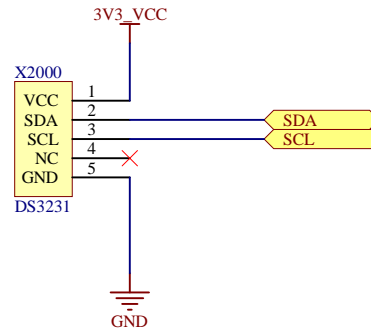 3V3_VCC
X2000
VCC 1
SDA 2 SDA
SCL 3 SCL
NC 4
GND 5
DS3231
GND